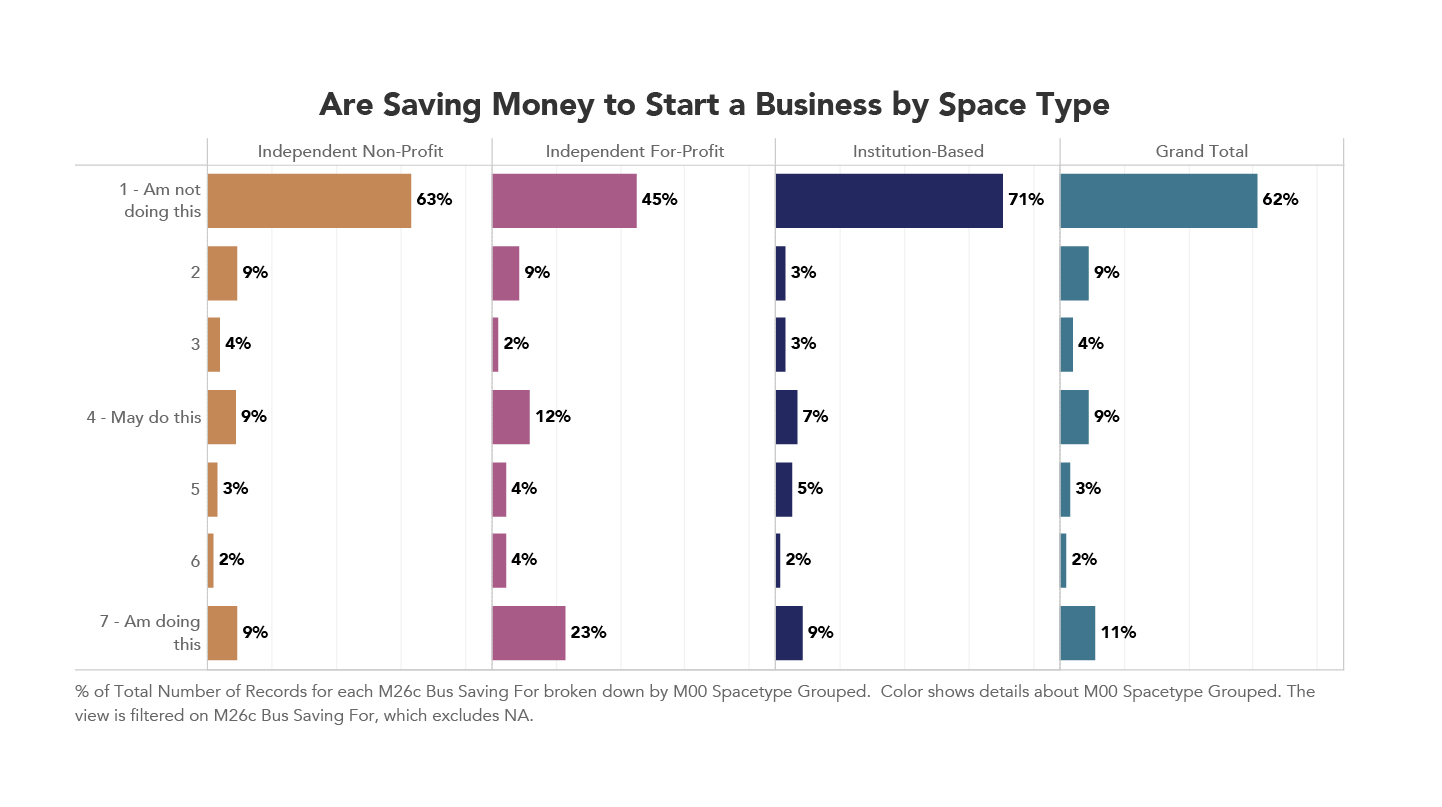 Are Saving Money to Start a Business by Space Type
Independent Non-Profit Independent For-Profit Institution-Based Grand Total
1 - Am not
doing this
63% 45% 71% 62%
2 9% 9% 3% 9%
3 4% 2% 3% 4%
4 - May do this 9% 12% 7% 9%
5 3% 4% 5% 3%
6 2% 4% 2% 2%
7 - Am doing
this
9% 23% 9% 11%
% of Total Number of Records for each M26c Bus Saving For broken down by M00 Spacetype Grouped.  Color shows details about M00 Spacetype Grouped. The
view is filtered on M26c Bus Saving For, which excludes NA.